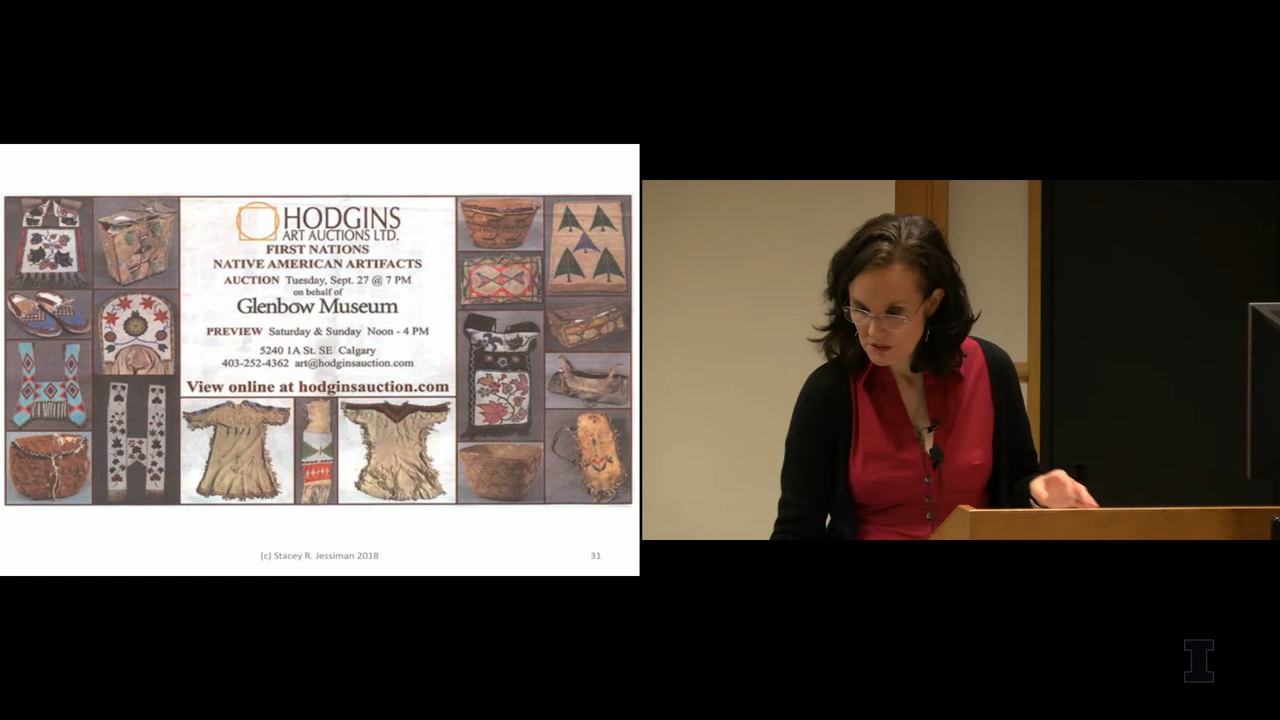 HODGINS
ART AUCTIONS LTD.
FIRST NATIONS
NATIVE AMERICAN ARTIFACTS
AUCTION Tuesday, Sept. 27 @ 7 PM
on behalf of
Glenbow Museum
PREVIEW Saturday & Sunday Noon - 4 PM
5240 1A St. SE Calgary
403-252-4362 art@hodginsauction.com
View online at hodginsauction.com
(c) Stacey R. Jessiman 2018
31
I